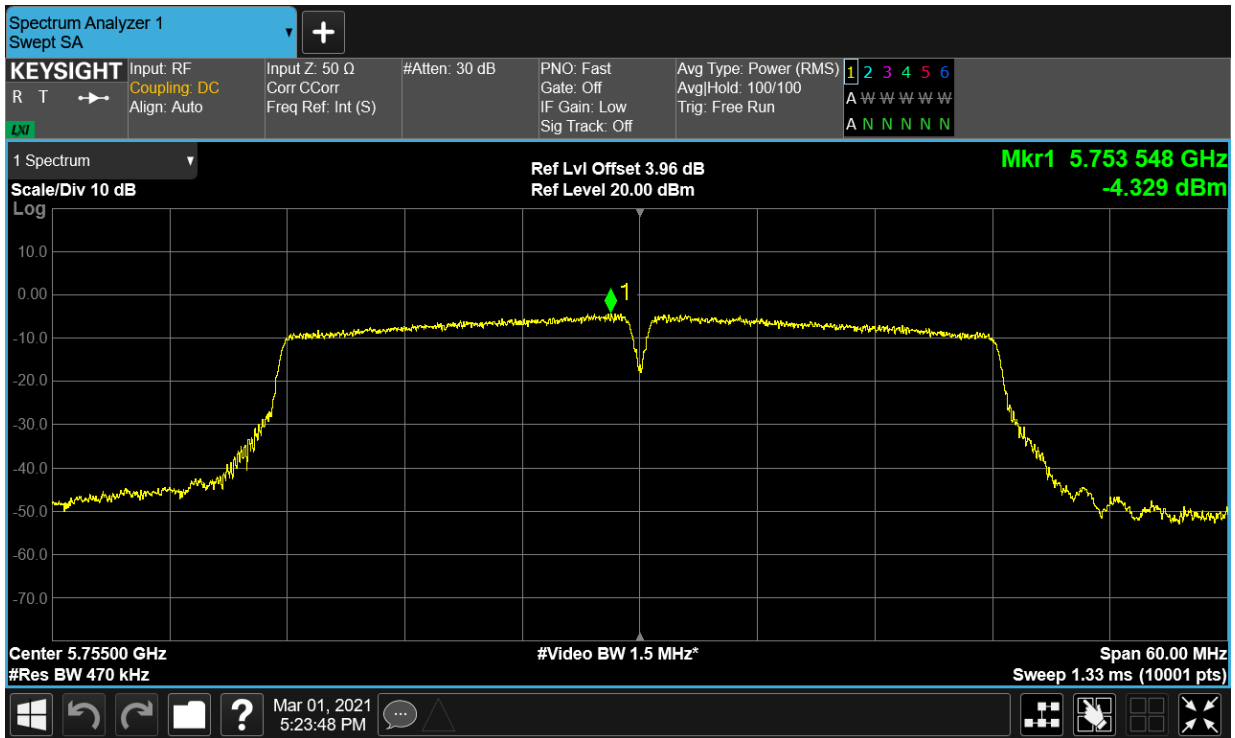 Spectrum Analyzer 1
Swept SA
▼
+
KEYSIGHT
R T
LXI
Input: RF
Coupling: DC
Align: Auto
Input Z: 50 Ω
Corr CCorr
Freq Ref: Int (S)
#Atten: 30 dB
PNO: Fast
Gate: Off
IF Gain: Low
Sig Track: Off
Avg Type: Power (RMS)
Avg|Hold: 100/100
Trig: Free Run
1 2 3 4 5 6
A W W W W W
A N N N N N
1 Spectrum ▼
Scale/Div 10 dB
Log
Ref Lvl Offset 3.96 dB
Ref Level 20.00 dBm
Mkr1 5.753 548 GHz
-4.329 dBm
10.0
0.00
-10.0
-20.0
-30.0
-40.0
-50.0
-60.0
-70.0
1
Center 5.75500 GHz
#Res BW 470 kHz
#Video BW 1.5 MHz*
Span 60.00 MHz
Sweep 1.33 ms (10001 pts)
?
Mar 01, 2021
5:23:48 PM